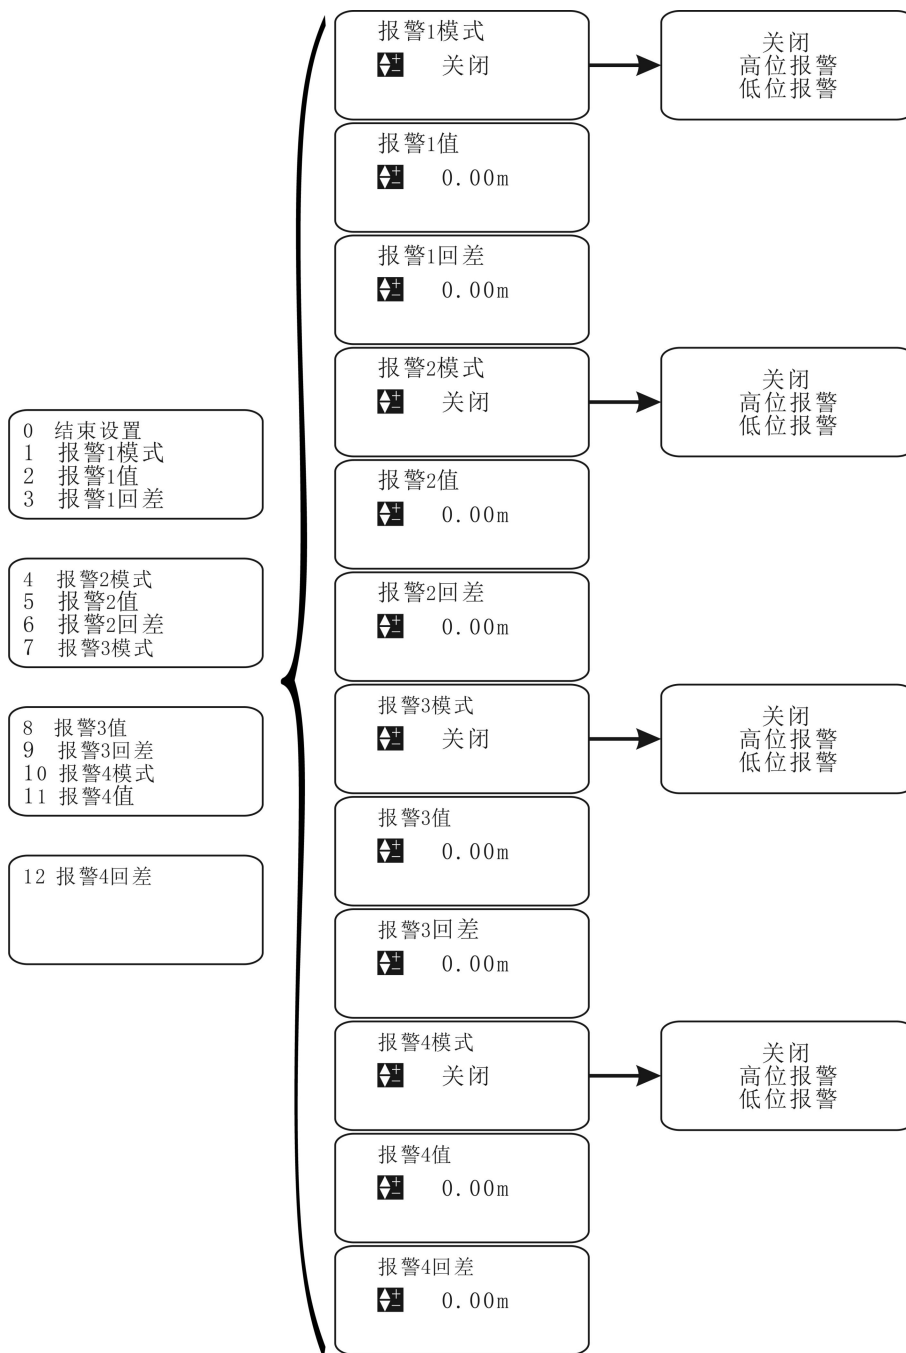 0 结束设置
1 报警1模式
2 报警1值
3 报警1回差
4 报警2模式
5 报警2值
6 报警2回差
7 报警3模式
8 报警3值
9 报警3回差
10 报警4模式
11 报警4值
12 报警4回差
报警1模式
关闭
关闭
高位报警
低位报警
报警1值
0.00m
报警1回差
0.00m
报警2模式
关闭
关闭
高位报警
低位报警
报警2值
0.00m
报警2回差
0.00m
报警3模式
关闭
关闭
高位报警
低位报警
报警3值
0.00m
报警3回差
0.00m
报警4模式
关闭
关闭
高位报警
低位报警
报警4值
0.00m
报警4回差
0.00m